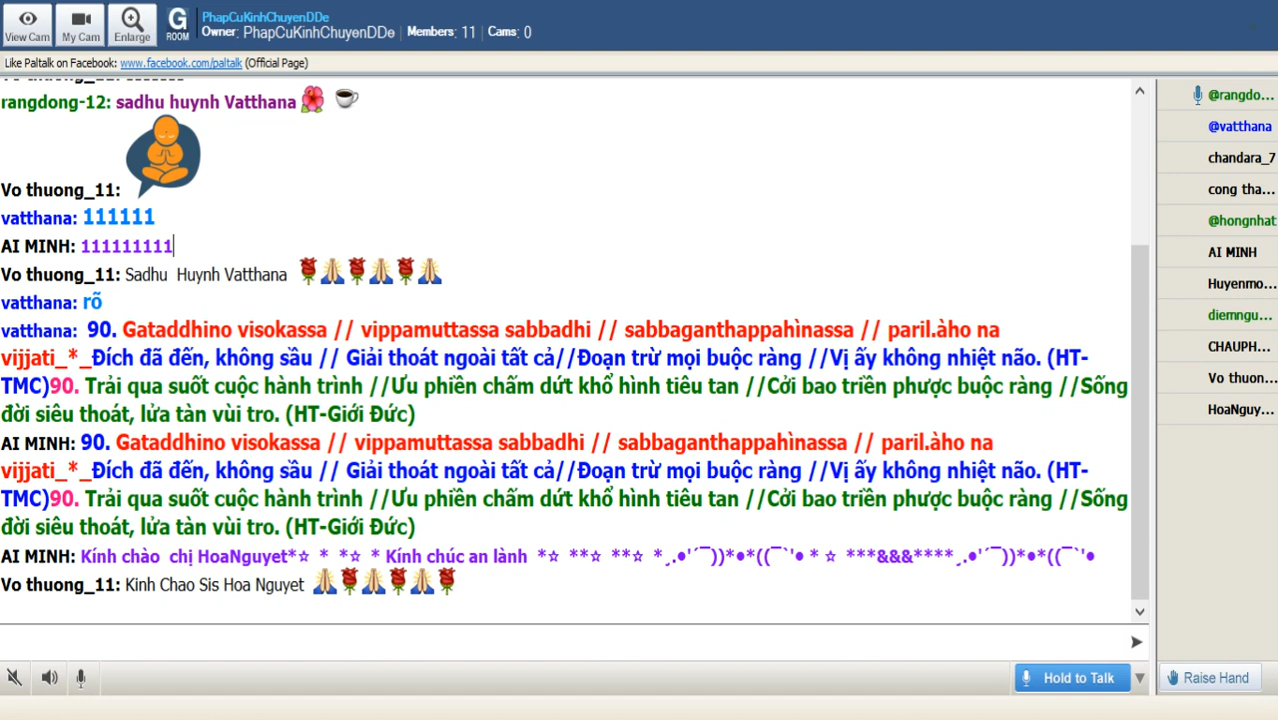 PhapCuKinhChuyenDDe
View Cam My Cam Enlarge G ROOM Owner: PhapCuKinhChuyenDDe Members: 11 Cams: 0
Like Paltalk on Facebook: www.facebook.com/paltalk (Official Page)
rangdong-12: sadhu huynh Vatthana
Vo thuong_11:
vatthana: 111111
AI MINH: 111111111
Vo thuong_11: Sadhu Huynh Vatthana
vatthana: rõ
vatthana: 90. Gataddhino visokassa // vippamuttassa sabbadhi // sabbaganthappahìnassa // paril.àho na
vijjati_*_Đích đã đến, không sầu // Giải thoát ngoài tất cả//Đoạn trừ mọi buộc ràng //Vị ấy không nhiệt não. (HT-
TMC)90. Trải qua suốt cuộc hành trình //Ưu phiền chấm dứt khổ hình tiêu tan //Cởi bao triền phược buộc ràng //Sống
đời siêu thoát, lửa tàn vùi tro. (HT-Giới Đức)
AI MINH: 90. Gataddhino visokassa // vippamuttassa sabbadhi // sabbaganthappahìnassa // paril.àho na
vijjati_*_Đích đã đến, không sầu // Giải thoát ngoài tất cả//Đoạn trừ mọi buộc ràng //Vị ấy không nhiệt não. (HT-
TMC)90. Trải qua suốt cuộc hành trình //Ưu phiền chấm dứt khổ hình tiêu tan //Cởi bao triền phược buộc ràng //Sống
đời siêu thoát, lửa tàn vùi tro. (HT-Giới Đức)
AI MINH: Kính chào chị HoaNguyet*☆ * *☆ * Kính chúc an lành *☆ **☆ **☆ *¸.•'´¯))*•*((¯`'• * ☆ ***&&&****¸.•'´¯))*•*((¯`'•
Vo thuong_11: Kinh Chao Sis Hoa Nguyet
Hold to Talk
@rangdo...
@vatthana
chandara_7
cong tha...
@hongnhat
AI MINH
Huyenmo...
diemngu...
CHAUPH...
Vo thuon...
HoaNguy...
Raise Hand